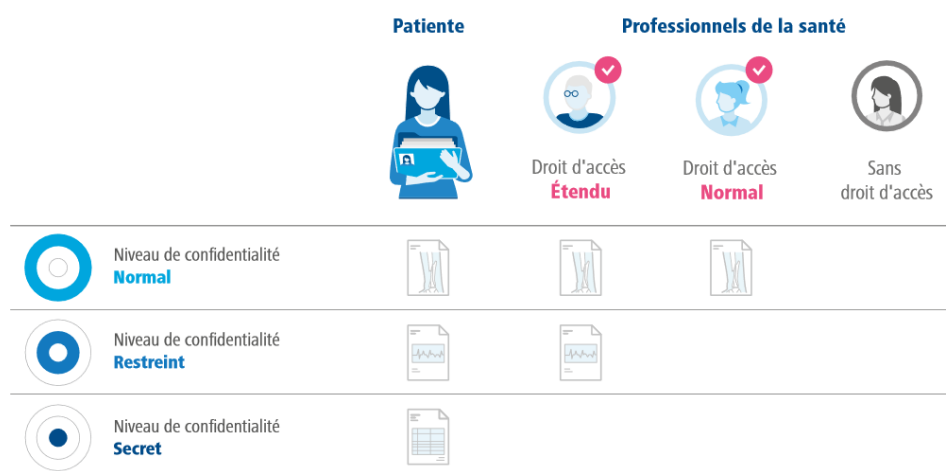 Patiente
Professionnels de la santé
Droit d'accès
Étendu
Droit d'accès
Normal
Sans
droit d'accès
Niveau de confidentialité
Normal
Niveau de confidentialité
Restreint
Niveau de confidentialité
Secret